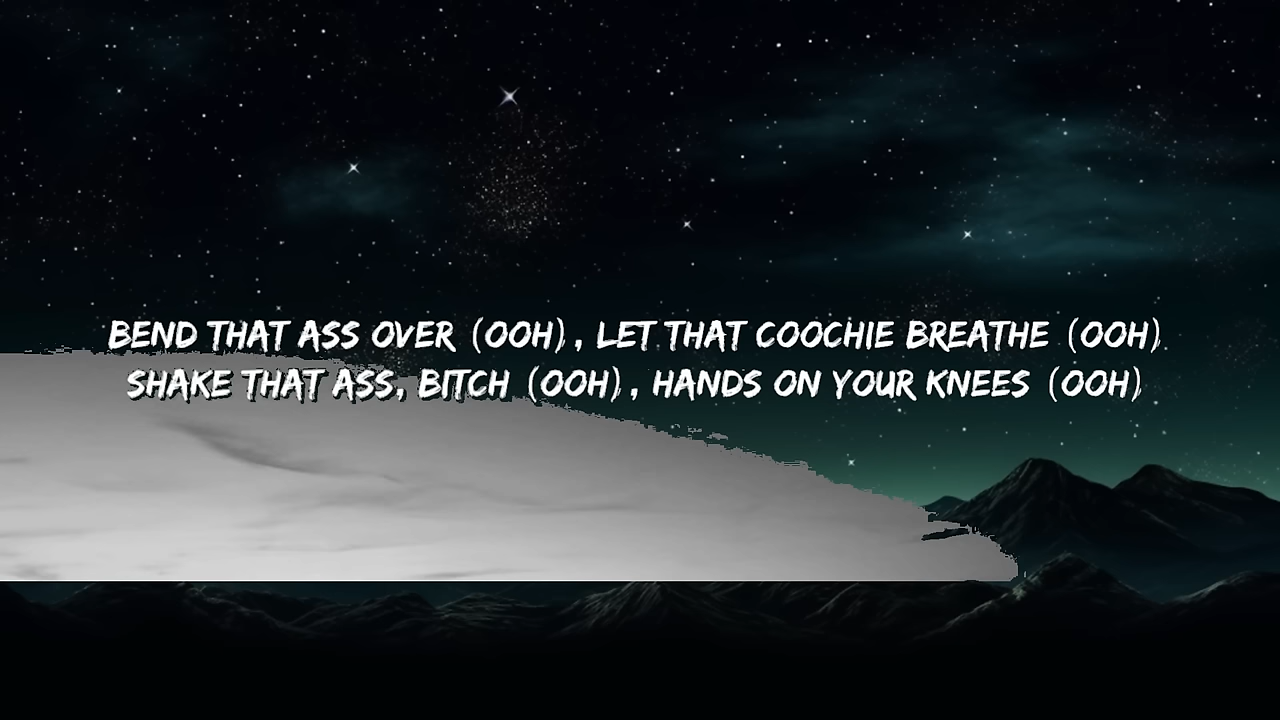 BEND THAT ASS OVER (OOH), LET THAT COOCHIE BREATHE (OOH)
SHAKE THAT ASS, BITCH (OOH), HANDS ON YOUR KNEES (OOH)